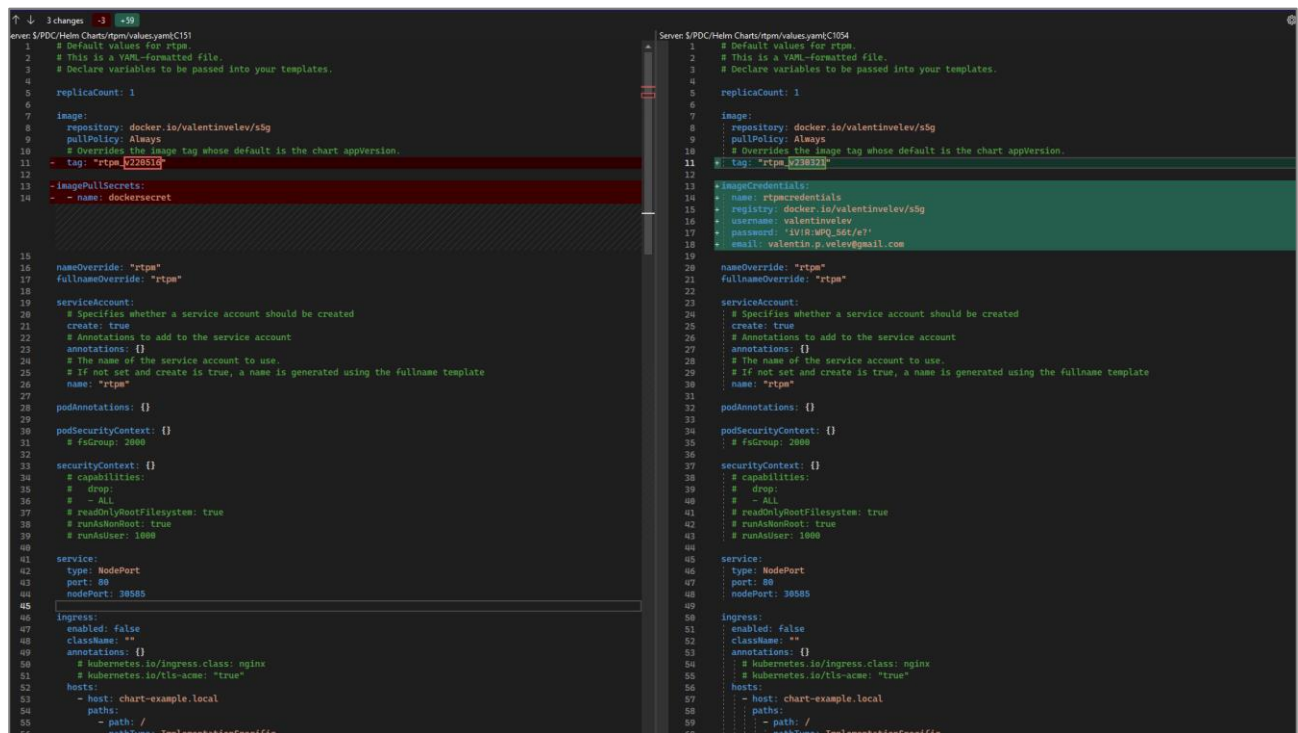 ↑ ↓ 3 changes -3 +59
erver: $/PDC/Helm Charts/rtpm/values.yaml;C151
1 # Default values for rtpm.
2 # This is a YAML-formatted file.
3 # Declare variables to be passed into your templates.
4
5 replicaCount: 1
6
7 image:
8 repository: docker.io/valentinvelev/s5g
9 pullPolicy: Always
10 # Overrides the image tag whose default is the chart appVersion.
11 - tag: "rtpm_v220516"
12
13 -imagePullSecrets:
14 - - name: dockersecret
15
16 nameOverride: "rtpm"
17 fullnameOverride: "rtpm"
18
19 serviceAccount:
20 # Specifies whether a service account should be created
21 create: true
22 # Annotations to add to the service account
23 annotations: {}
24 # The name of the service account to use.
25 # If not set and create is true, a name is generated using the fullname template
26 name: "rtpm"
27
28 podAnnotations: {}
29
30 podSecurityContext: {}
31 # fsGroup: 2000
32
33 securityContext: {}
34 # capabilities:
35 # drop:
36 # - ALL
37 # readOnlyRootFilesystem: true
38 # runAsNonRoot: true
39 # runAsUser: 1000
40
41 service:
42 type: NodePort
43 port: 80
44 nodePort: 30585
45
46 ingress:
47 enabled: false
48 className: ""
49 annotations: {}
50 # kubernetes.io/ingress.class: nginx
51 # kubernetes.io/tls-acme: "true"
52 hosts:
53 - host: chart-example.local
54 paths:
55 - path: /
Server: $/PDC/Helm Charts/rtpm/values.yaml;C1054
1 # Default values for rtpm.
2 # This is a YAML-formatted file.
3 # Declare variables to be passed into your templates.
4
5 replicaCount: 1
6
7 image:
8 repository: docker.io/valentinvelev/s5g
9 pullPolicy: Always
10 # Overrides the image tag whose default is the chart appVersion.
11 + tag: "rtpm_v230321"
12
13 +imageCredentials:
14 + name: rtpmcredentials
15 + registry: docker.io/valentinvelev/s5g
16 + username: valentinvelev
17 + password: 'iV!R:WPQ_56t/e?'
18 + email: valentin.p.velev@gmail.com
19
20 nameOverride: "rtpm"
21 fullnameOverride: "rtpm"
22
23 serviceAccount:
24 # Specifies whether a service account should be created
25 create: true
26 # Annotations to add to the service account
27 annotations: {}
28 # The name of the service account to use.
29 # If not set and create is true, a name is generated using the fullname template
30 name: "rtpm"
31
32 podAnnotations: {}
33
34 podSecurityContext: {}
35 # fsGroup: 2000
36
37 securityContext: {}
38 # capabilities:
39 # drop:
40 # - ALL
41 # readOnlyRootFilesystem: true
42 # runAsNonRoot: true
43 # runAsUser: 1000
44
45 service:
46 type: NodePort
47 port: 80
48 nodePort: 30585
49
50 ingress:
51 enabled: false
52 className: ""
53 annotations: {}
54 # kubernetes.io/ingress.class: nginx
55 # kubernetes.io/tls-acme: "true"
56 hosts:
57 - host: chart-example.local
58 paths:
59 - path: /